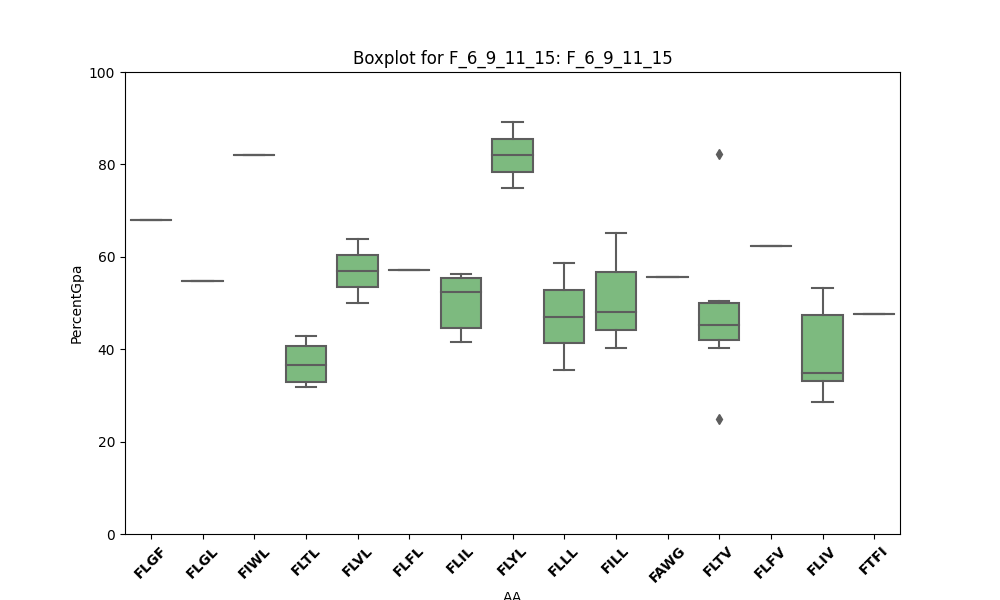 Boxplot for F_6_9_11_15: F_6_9_11_15
100
80
60
40
20
0
PercentGpa
FLGF
FLGL
FIWL
FLTL
FLVL
FLFL
FLIL
FLYL
FLLL
FILL
FAWG
FLTV
FLFV
FLIV
FTFI
AA